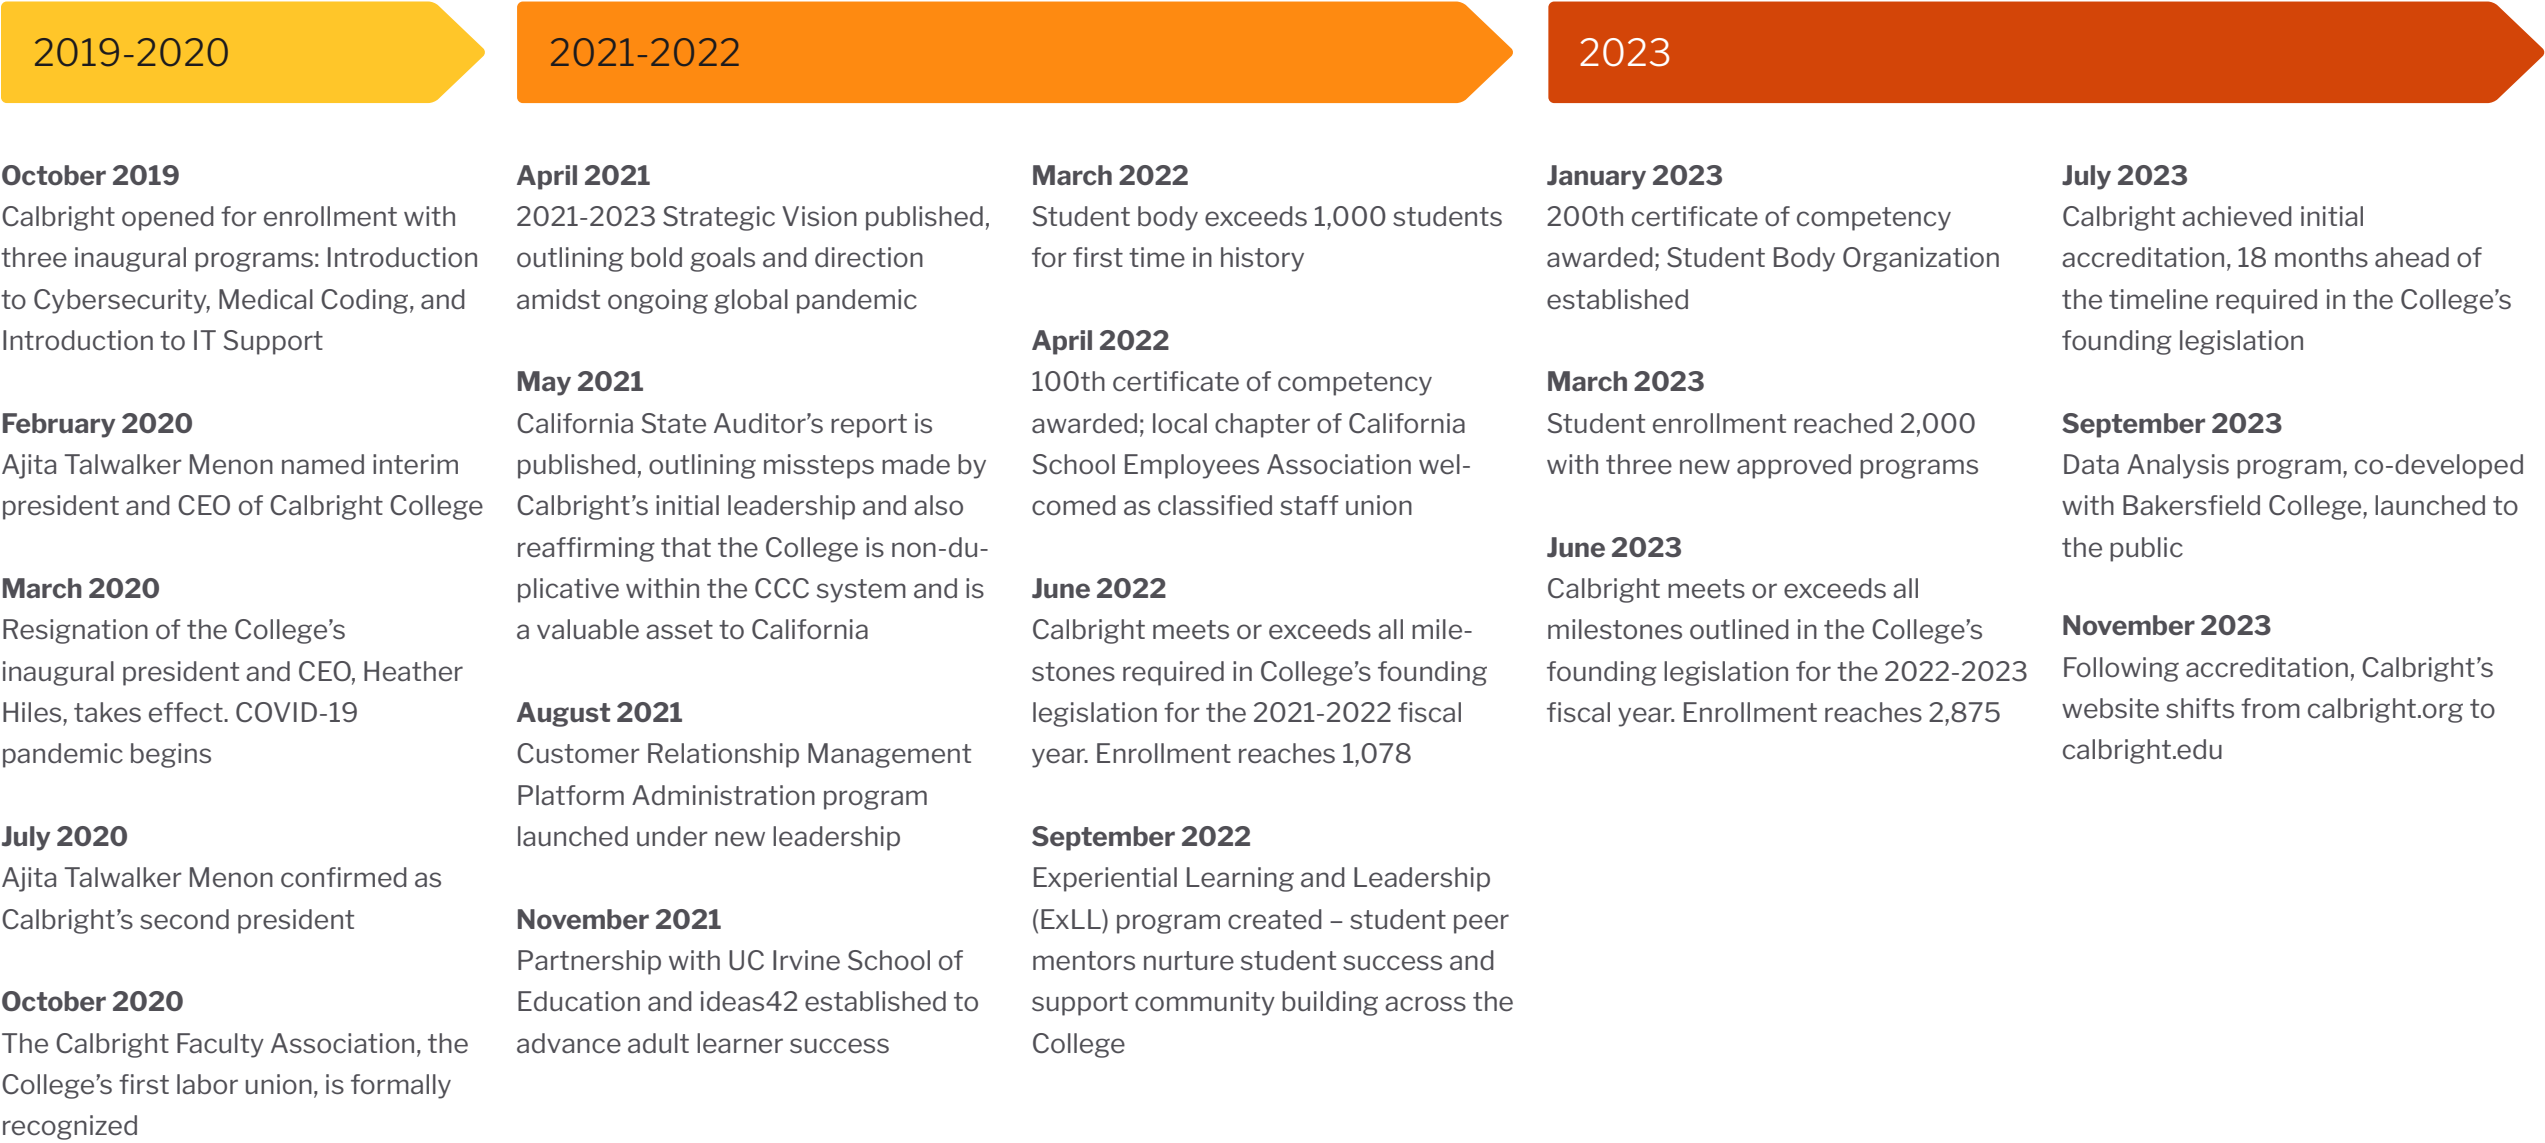 2019-2020
October 2019
Calbright opened for enrollment with
three inaugural programs: Introduction
to Cybersecurity, Medical Coding, and
Introduction to IT Support
February 2020
Ajita Talwalker Menon named interim
president and CEO of Calbright College
March 2020
Resignation of the College’s
inaugural president and CEO, Heather
Hiles, takes effect. COVID-19
pandemic begins
July 2020
Ajita Talwalker Menon confirmed as
Calbright’s second president
October 2020
The Calbright Faculty Association, the
College’s first labor union, is formally
recognized
2021-2022
April 2021
2021-2023 Strategic Vision published,
outlining bold goals and direction
amidst ongoing global pandemic
May 2021
California State Auditor’s report is
published, outlining missteps made by
Calbright’s initial leadership and also
reaffirming that the College is non-du-
plicative within the CCC system and is
a valuable asset to California
August 2021
Customer Relationship Management
Platform Administration program
launched under new leadership
November 2021
Partnership with UC Irvine School of
Education and ideas42 established to
advance adult learner success
March 2022
Student body exceeds 1,000 students
for first time in history
April 2022
100th certificate of competency
awarded; local chapter of California
School Employees Association wel-
comed as classified staff union
June 2022
Calbright meets or exceeds all mile-
stones required in College’s founding
legislation for the 2021-2022 fiscal
year. Enrollment reaches 1,078
September 2022
Experiential Learning and Leadership
(ExLL) program created – student peer
mentors nurture student success and
support community building across the
College
2023
January 2023
200th certificate of competency
awarded; Student Body Organization
established
March 2023
Student enrollment reached 2,000
with three new approved programs
June 2023
Calbright meets or exceeds all
milestones outlined in the College’s
founding legislation for the 2022-2023
fiscal year. Enrollment reaches 2,875
July 2023
Calbright achieved initial
accreditation, 18 months ahead of
the timeline required in the College’s
founding legislation
September 2023
Data Analysis program, co-developed
with Bakersfield College, launched to
the public
November 2023
Following accreditation, Calbright’s
website shifts from calbright.org to
calbright.edu